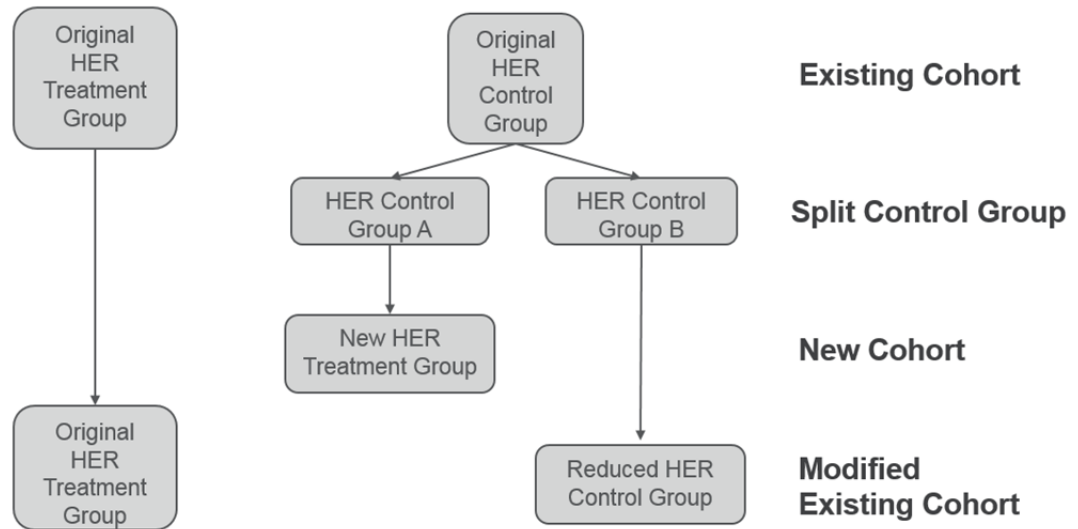 Original
HER
Treatment
Group
Original
HER
Control
Group
Existing Cohort
HER Control
Group A
HER Control
Group B
Split Control Group
New HER
Treatment Group
New Cohort
Original
HER
Treatment
Group
Reduced HER
Control Group
Modified
Existing Cohort